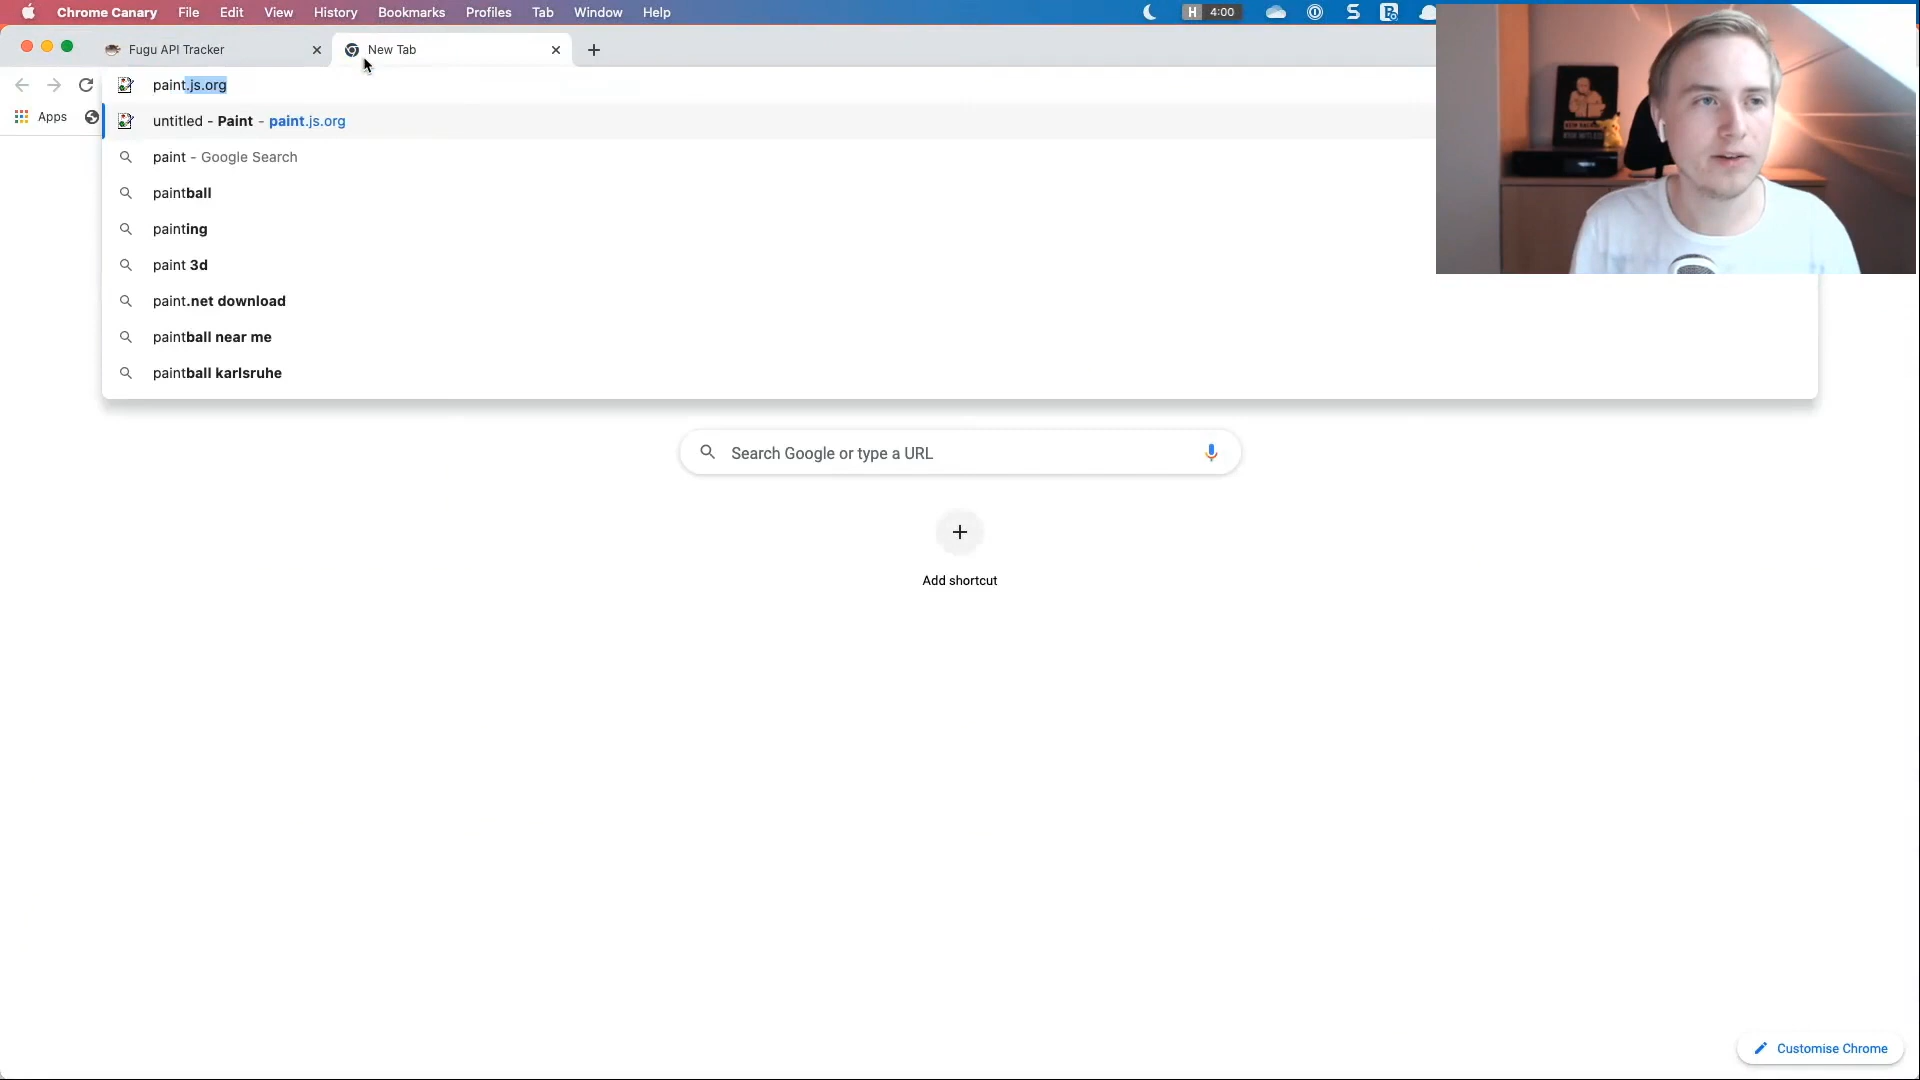 Chrome Canary File Edit View History Bookmarks Profiles Tab Window Help H 4:00
Fugu API Tracker New Tab
paint.js.org
Apps
untitled - Paint - paint.js.org
paint - Google Search
paintball
painting
paint 3d
paint.net download
paintball near me
paintball karlsruhe
Search Google or type a URL
Add shortcut
Customise Chrome